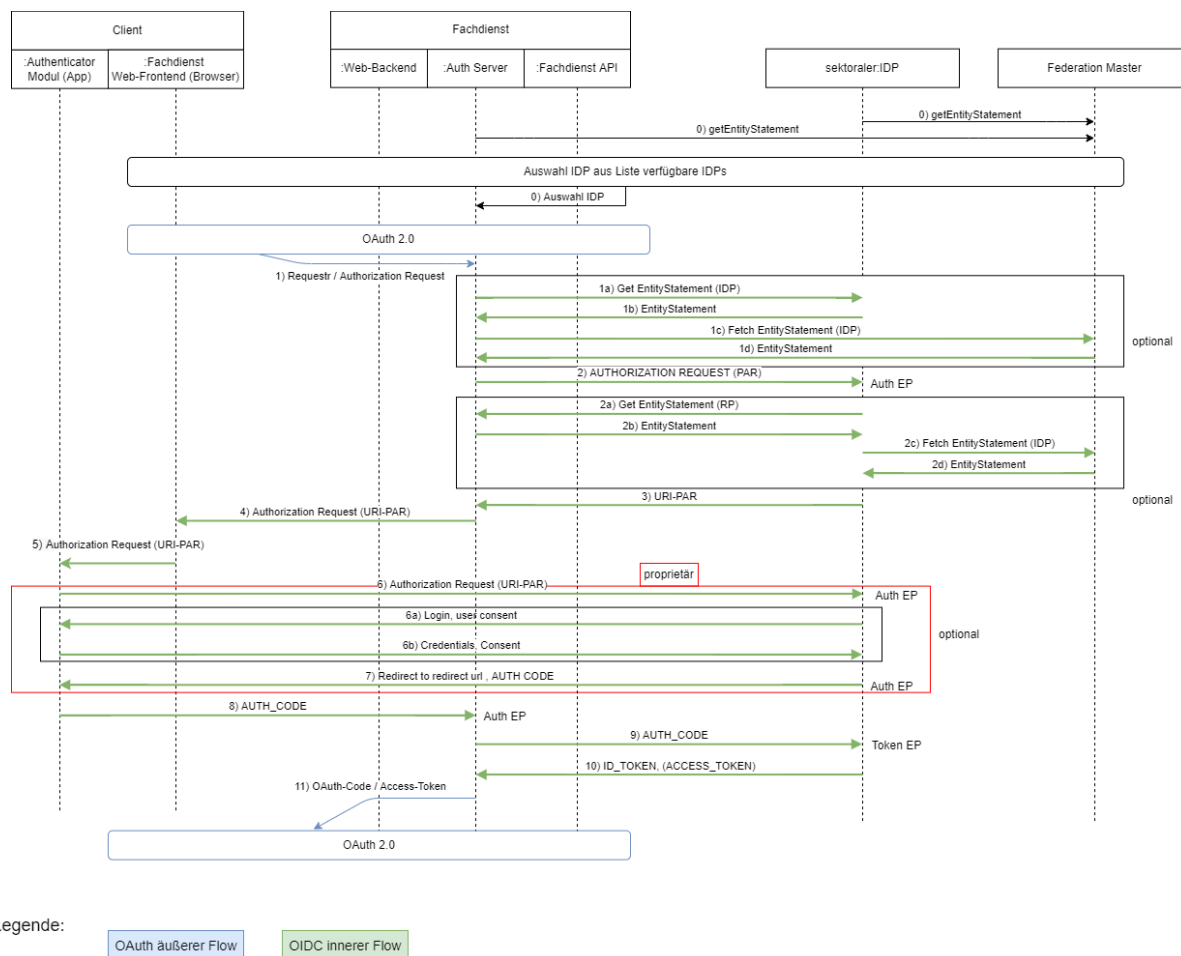 Client
Fachdienst
:Authenticator
Modul (App)
:Fachdienst
Web-Frontend (Browser)
:Web-Backend
:Auth Server
:Fachdienst API
sektoraler:IDP
Federation Master
0) getEntityStatement
0) getEntityStatement
Auswahl IDP aus Liste verfügbare IDPs
0) Auswahl IDP
OAuth 2.0
1) Requestr / Authorization Request
1a) Get EntityStatement (IDP)
1b) EntityStatement
1c) Fetch EntityStatement (IDP)
optional
1d) EntityStatement
2) AUTHORIZATION REQUEST (PAR)
Auth EP
2a) Get EntityStatement (RP)
2b) EntityStatement
2c) Fetch EntityStatement (IDP)
2d) EntityStatement
3) URI-PAR
optional
4) Authorization Request (URI-PAR)
5) Authorization Request (URI-PAR)
proprietär
6) Authorization Request (URI-PAR)
Auth EP
6a) Login, user consent
optional
6b) Credentials, Consent
7) Redirect to redirect url , AUTH CODE
Auth EP
8) AUTH_CODE
Auth EP
9) AUTH_CODE
Token EP
10) ID_TOKEN, (ACCESS_TOKEN)
11) OAuth-Code / Access-Token
OAuth 2.0
egende:
OAuth äußerer Flow
OIDC innerer Flow